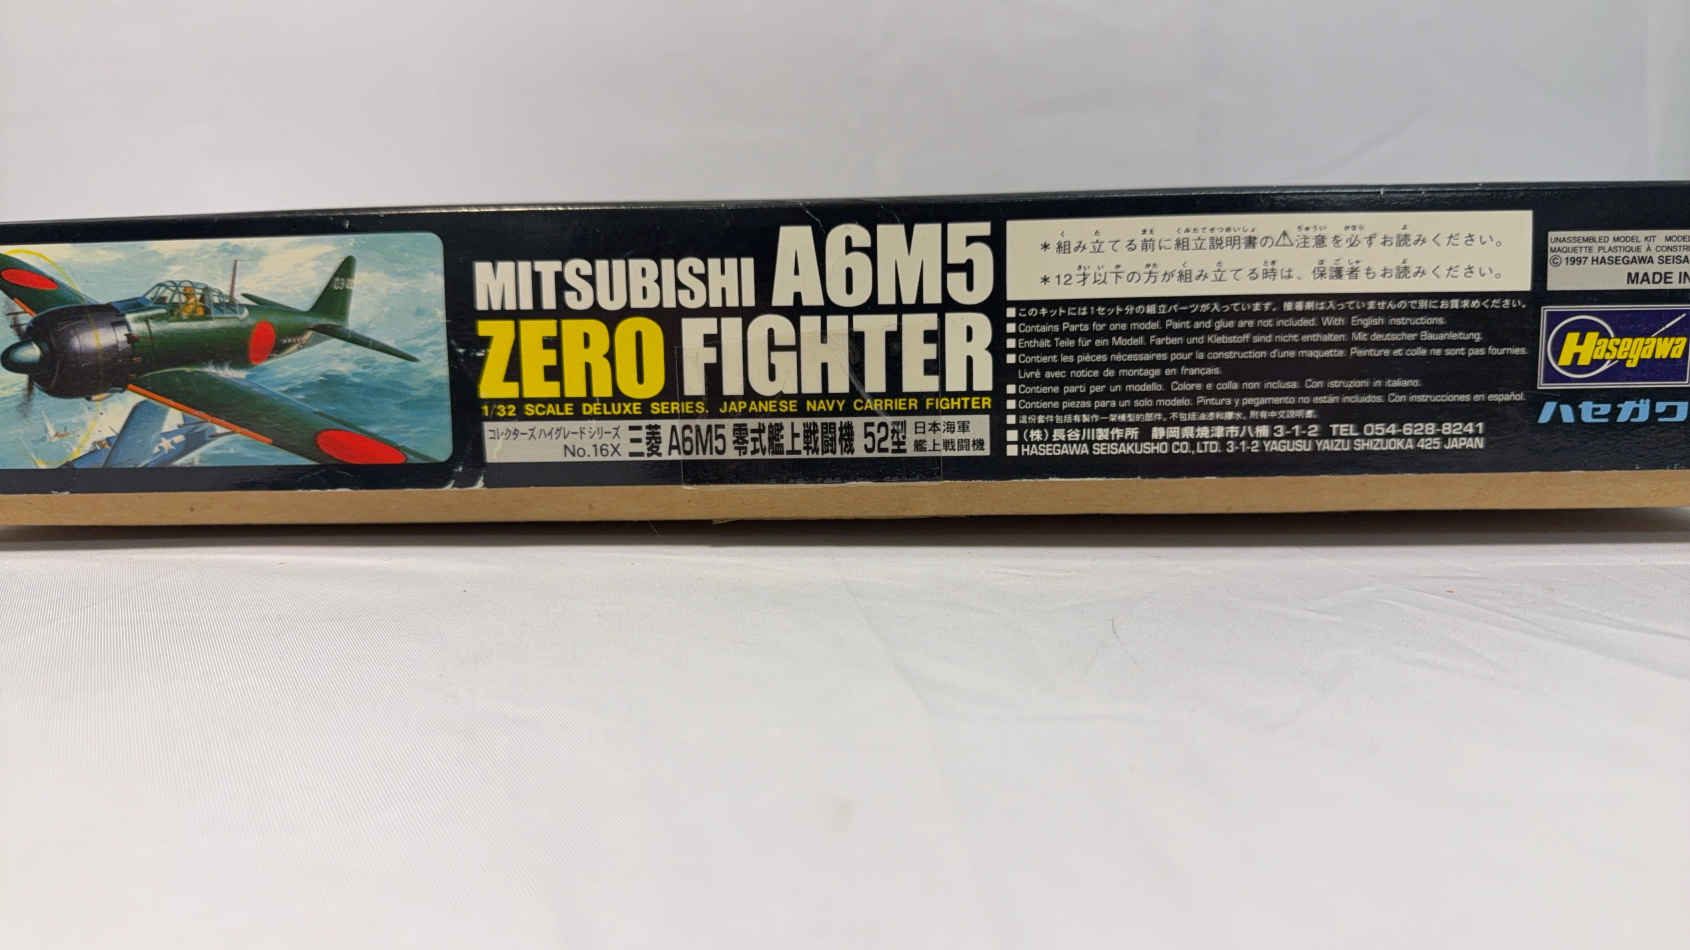 MITSUBISHI A6M5
ZERO FIGHTER
1/32 SCALE DELUXE SERIES. JAPANESE NAVY CARRIER FIGHTER
コレクターズハイグレードシリーズ
No.16X 三菱 A6M5 零式艦上戦闘機 52型
日本海軍
艦上戦闘機
*組み立てる前に組立説明書の⚠注意を必ずお読みください。
*12才以下の方が組み立てる時は、保護者もお読みください。
■このキットには1セット分の組立パーツが入っています。接着剤は入っていませんので別にお買求めください。
■Contains Parts for one model. Paint and glue are not included. With English instructions.
■Enthält Teile für ein Modell. Farben und Klebstoff sind nicht enthalten. Mit deutscher Bauanleitung.
■Contient les pièces nécessaires pour la construction d'une maquette. Peinture et colle ne sont pas fournies.
Livré avec notice de montage en français.
■Contiene parti per un modello. Colore e colla non inclusa. Con istruzioni in italiano.
■Contiene piezas para un solo modelo. Pintura y pegamento no están incluidos. Con instrucciones en español.
■(株)長谷川製作所 静岡県焼津市八楠 3-1-2 TEL 054-628-8241
■HASEGAWA SEISAKUSHO CO., LTD. 3-1-2 YAGUSU YAIZU SHIZUOKA 425 JAPAN
UNASSEMBLED MODEL KIT MODEL
MAQUETTE PLASTIQUE À CONSTRU
© 1997 HASEGAWA SEISA
MADE IN
Hasegawa
ハセガワ